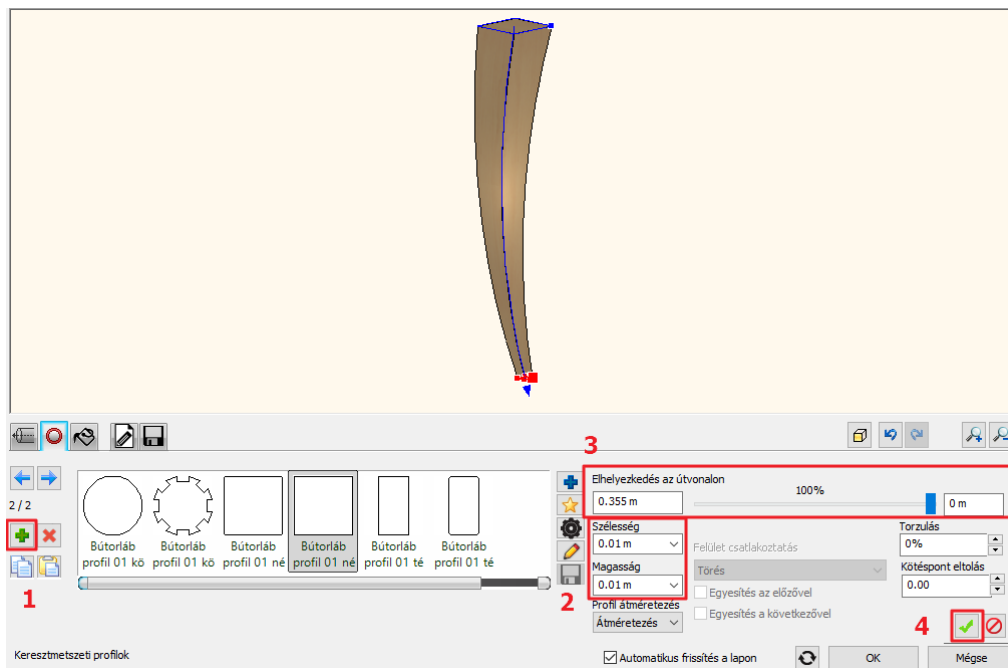 3
Elhelyezkedés az útvonalon
100%
0.355 m
0 m
2 / 2
Szélesség
0.01 m
Magasság
0.01 m
Felület csatlakoztatás
Törés
Egyesítés az előzővel
Egyesítés a következővel
Torzulás
0%
Kötéspont eltolás
0.00
Bútorláb
profil 01 kö
Bútorláb
profil 01 kö
Bútorláb
profil 01 né
Bútorláb
profil 01 né
Bútorláb
profil 01 té
Bútorláb
profil 01 té
1
2
Profil átméretezés
Átméretezés
4
Keresztmetszeti profilok
Automatikus frissítés a lapon
OK
Mégse